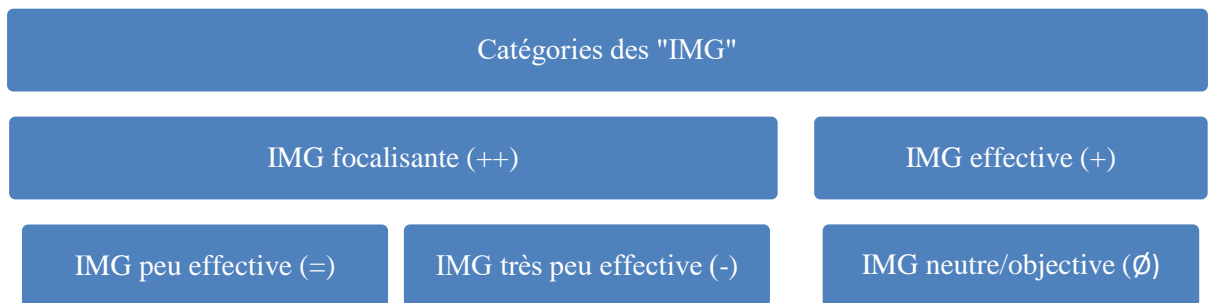 Catégories des "IMG"
IMG focalisante (++)
IMG effective (+)
IMG peu effective (=)
IMG très peu effective (-)
IMG neutre/objective (Ø)